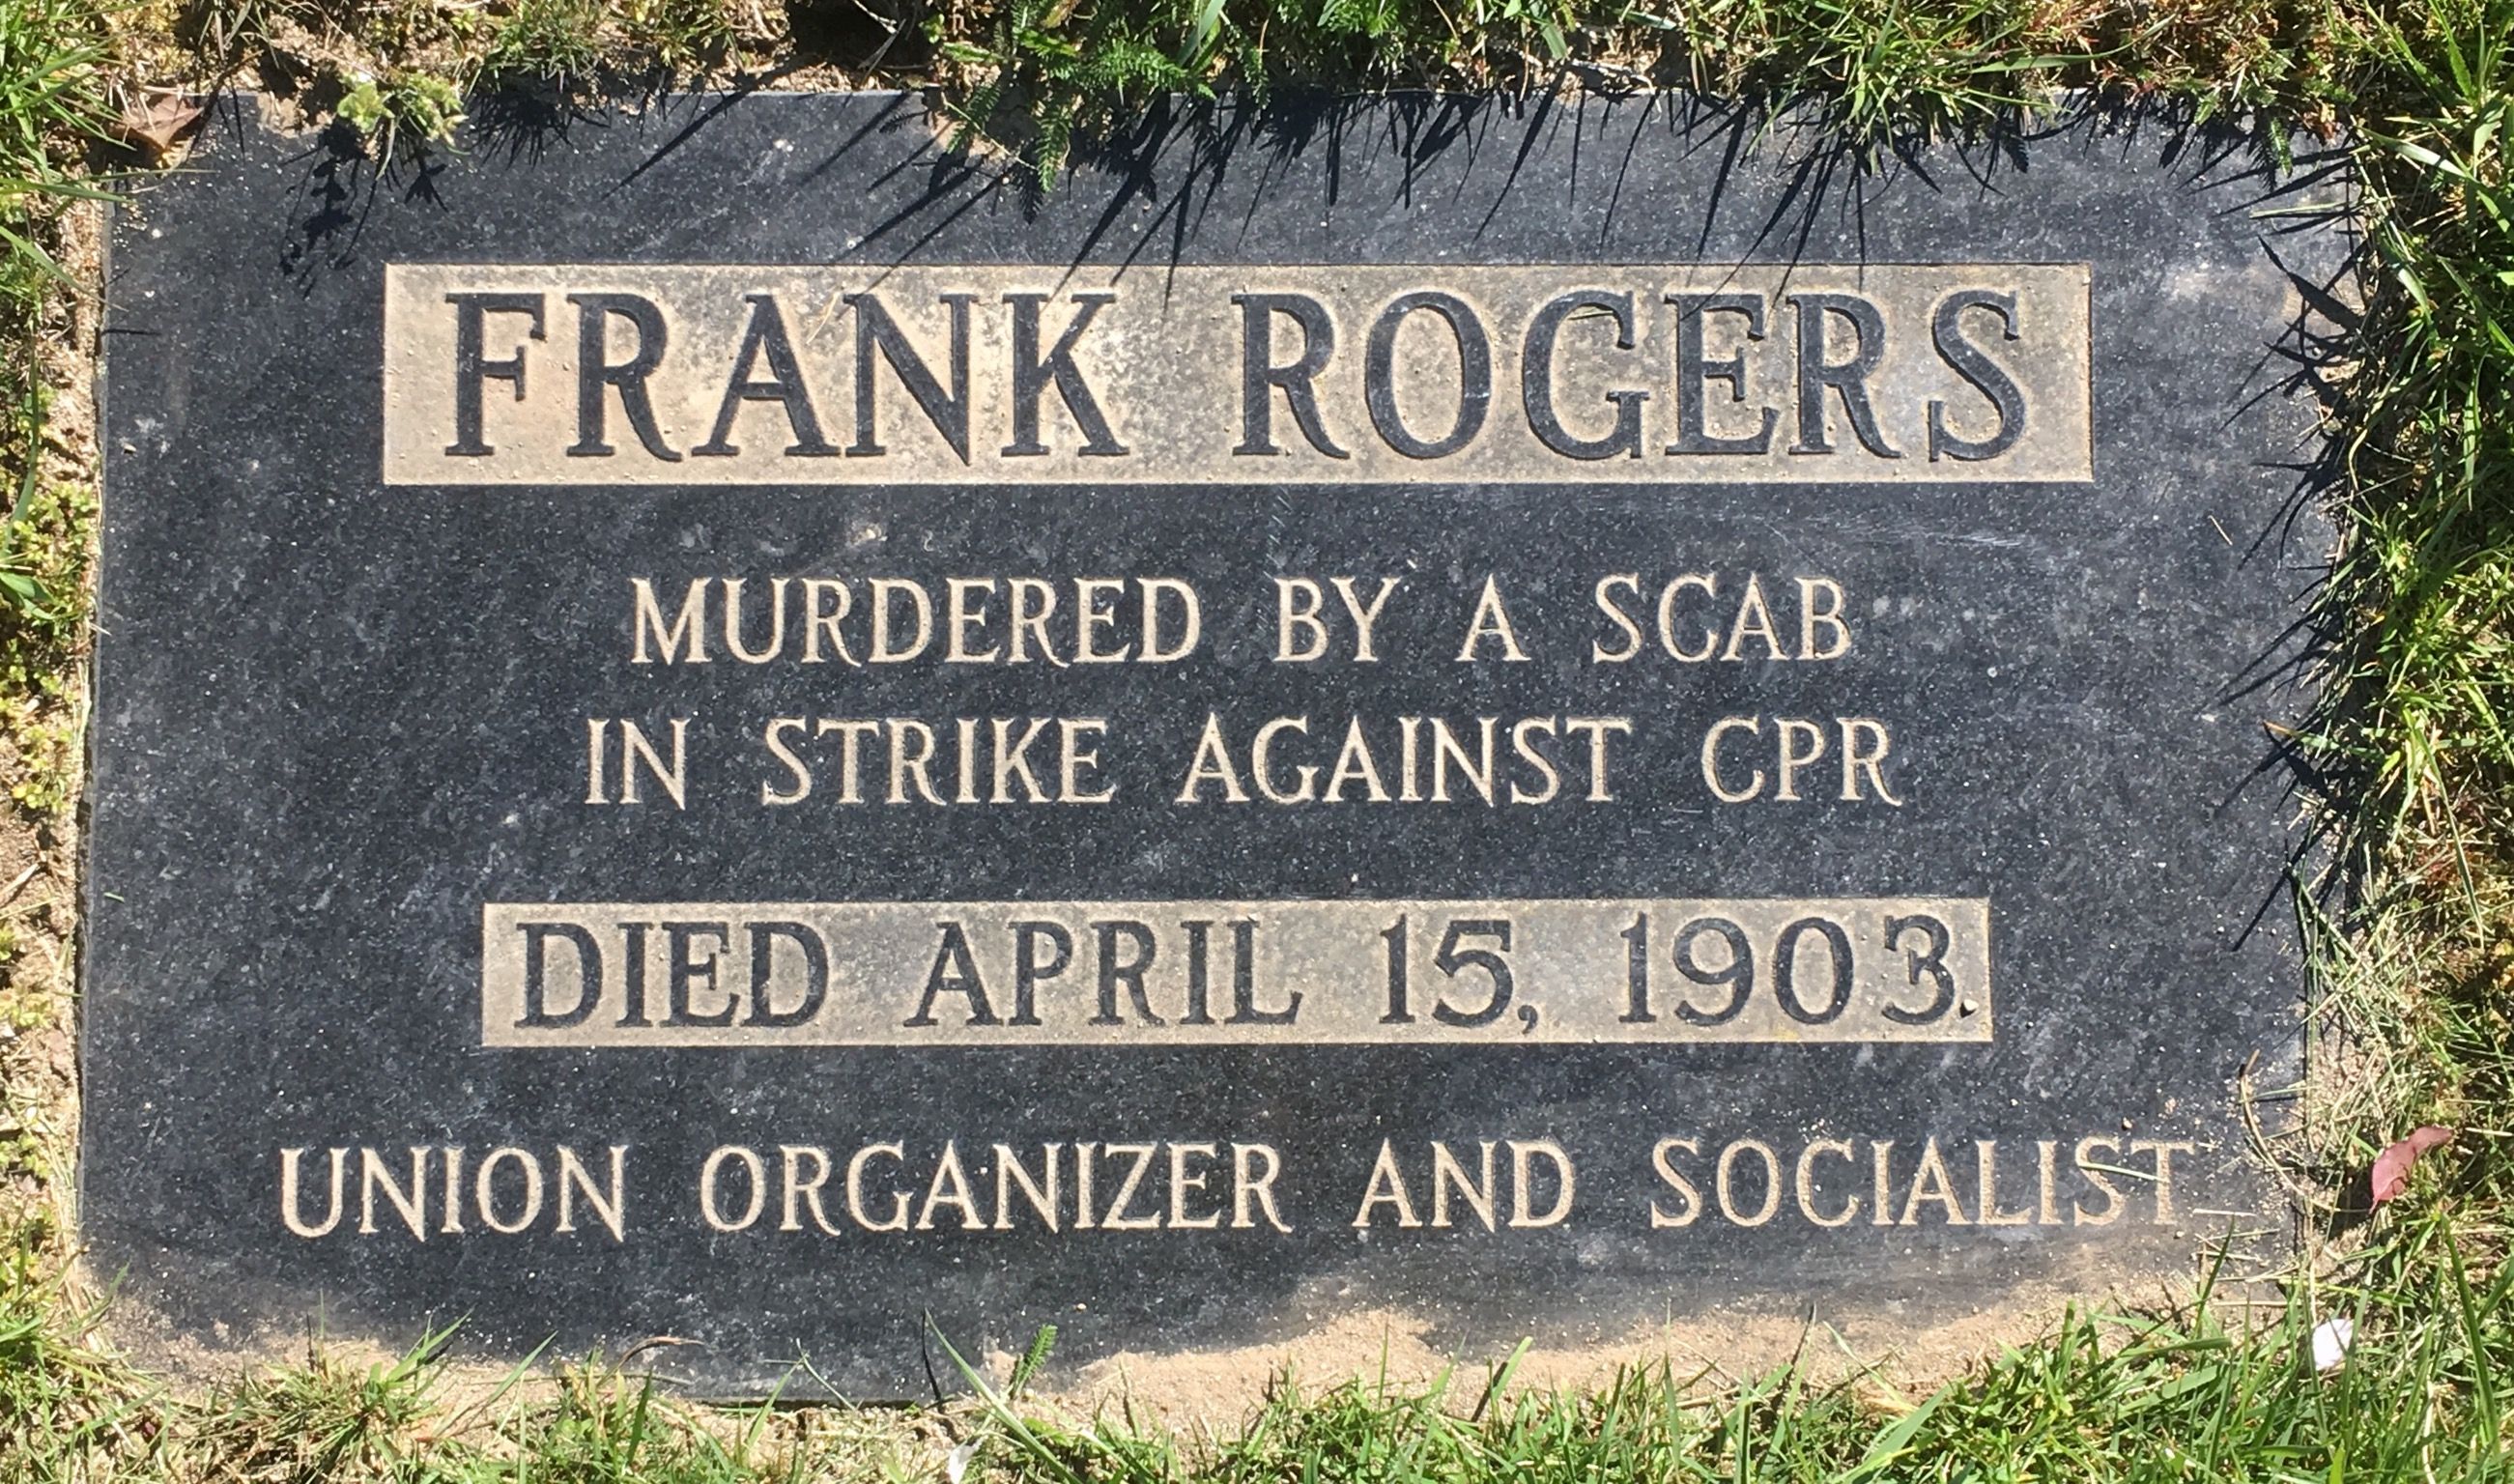 FRANK ROGERS
MURDERED BY A SCAB
IN STRIKE AGAINST CPR
DIED APRIL 15, 1903.
UNION ORGANIZER AND SOCIALIST